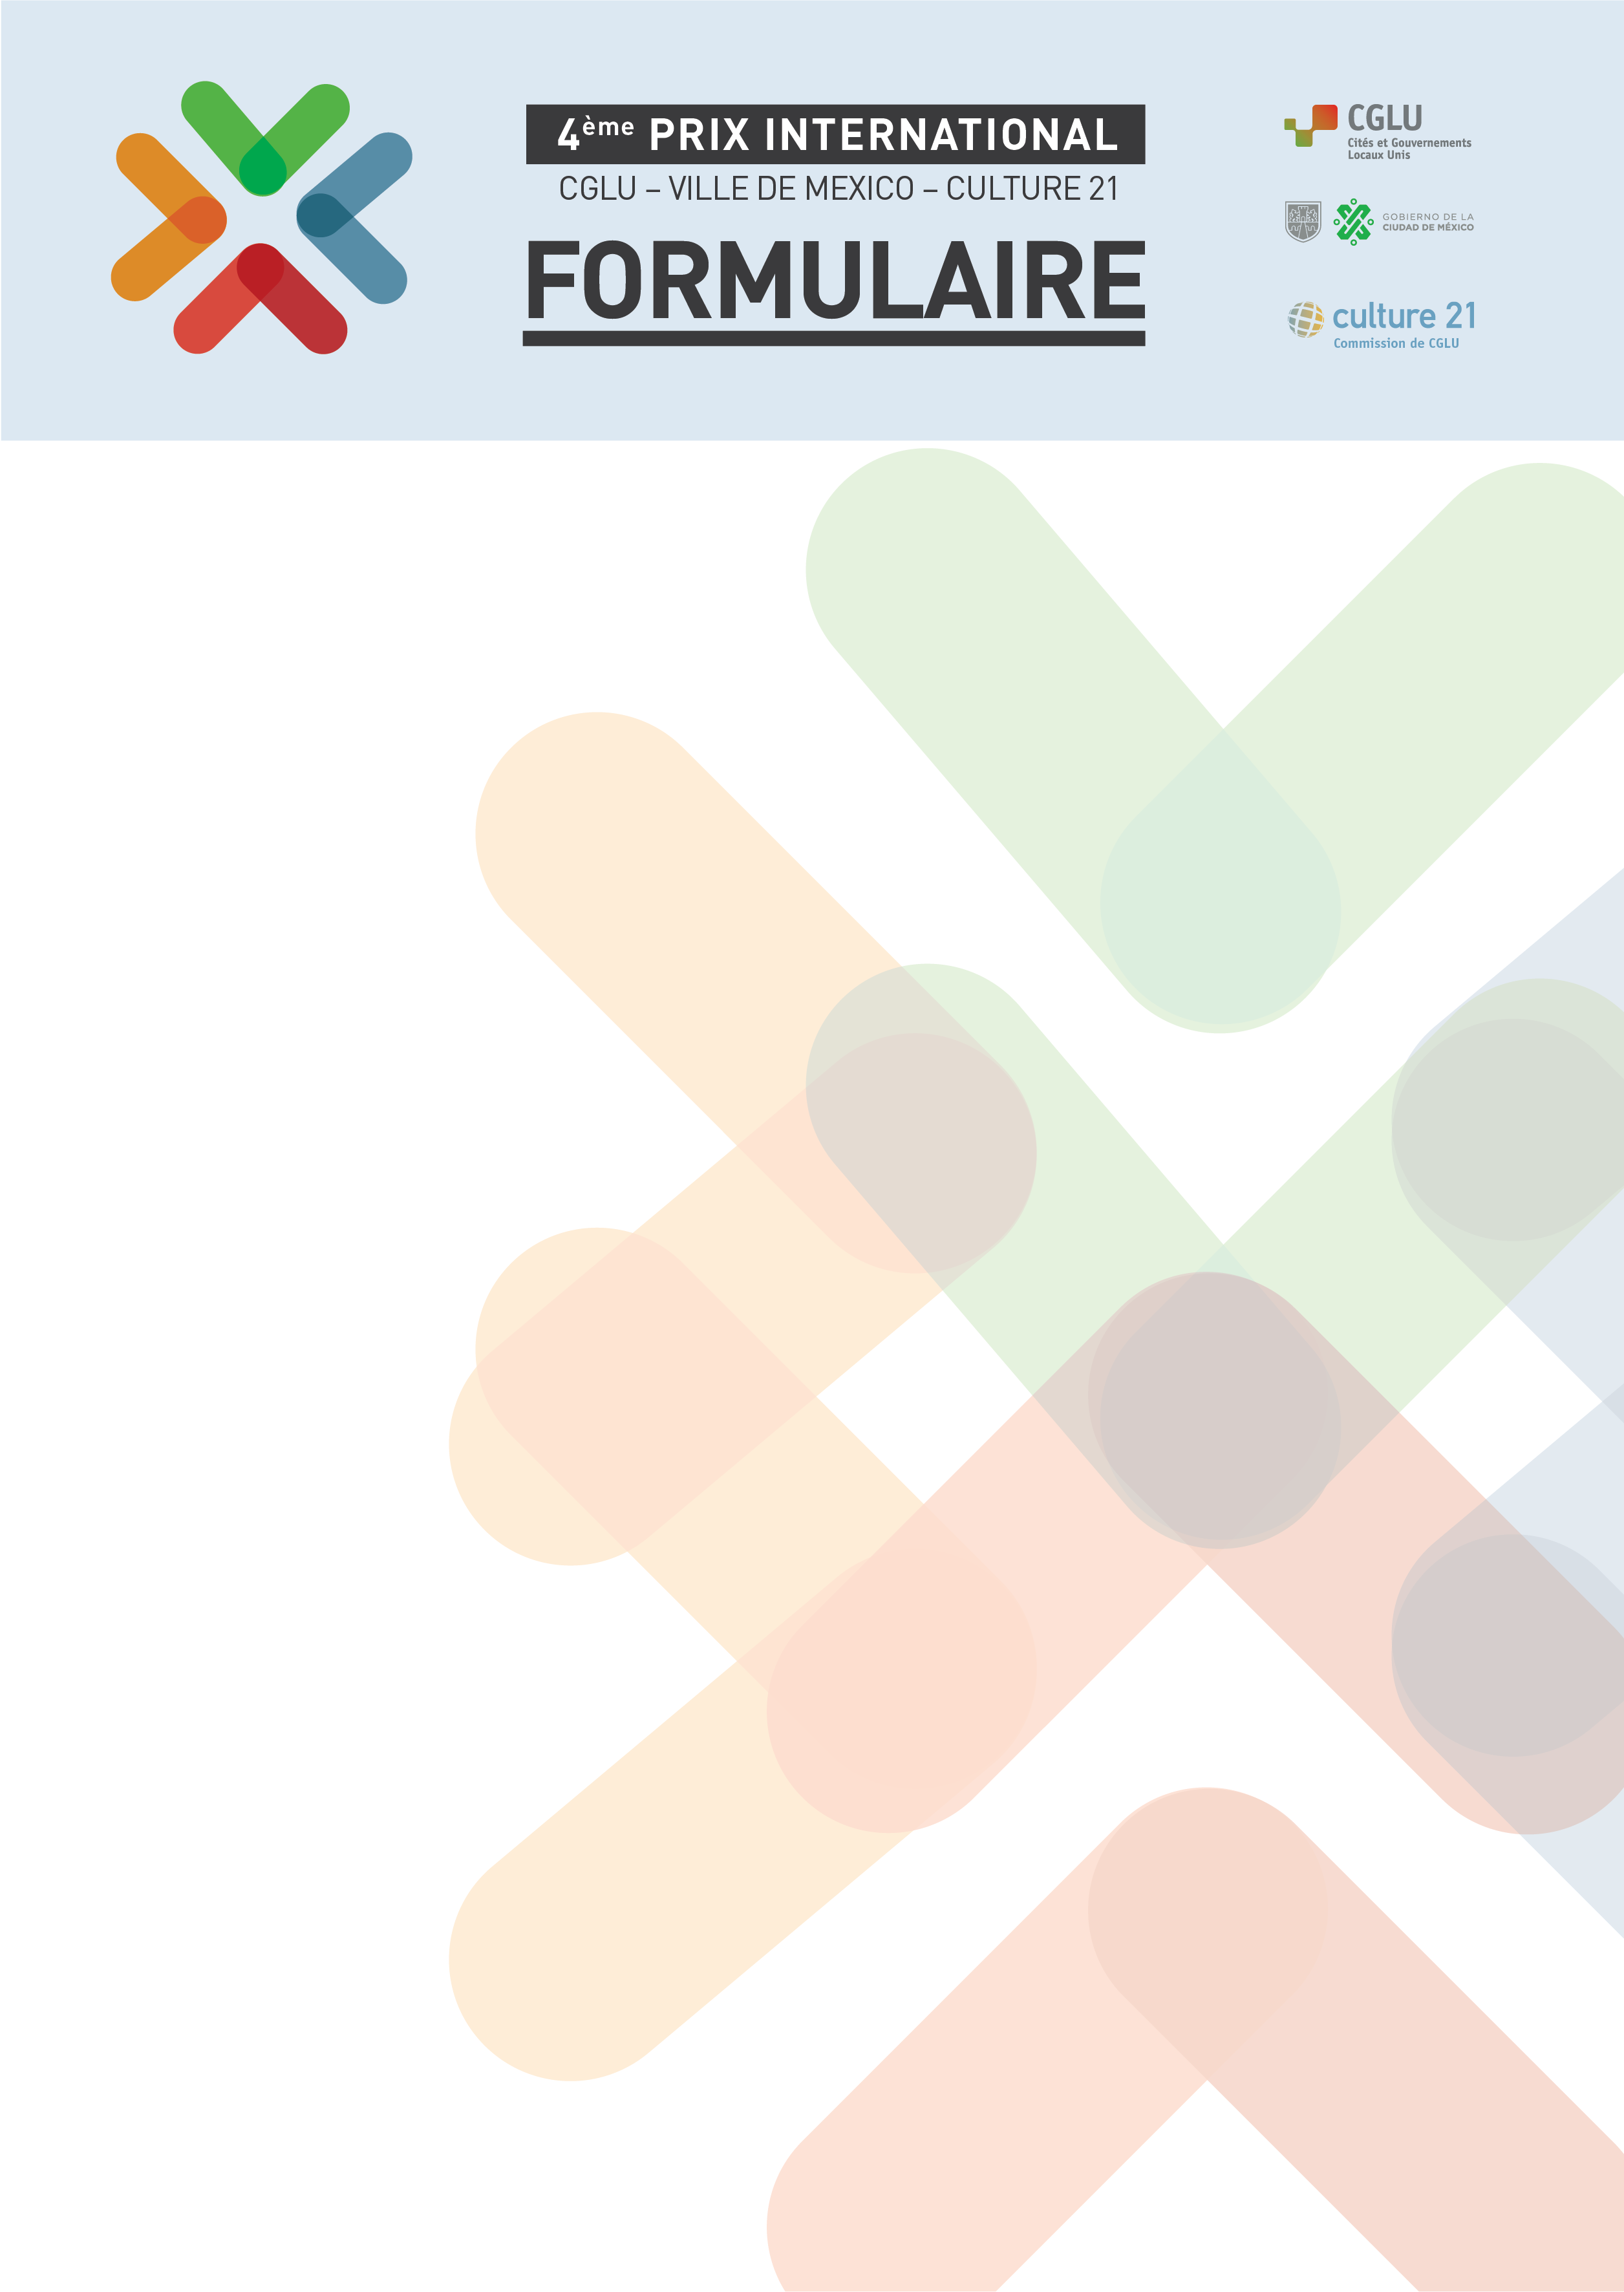 4ème PRIX INTERNATIONAL
CGLU – VILLE DE MEXICO – CULTURE 21
FORMULAIRE
CGLU
Cités et Gouvernements
Locaux Unis
GOBIERNO DE LA
CIUDAD DE MÉXICO
culture 21
Commission de CGLU